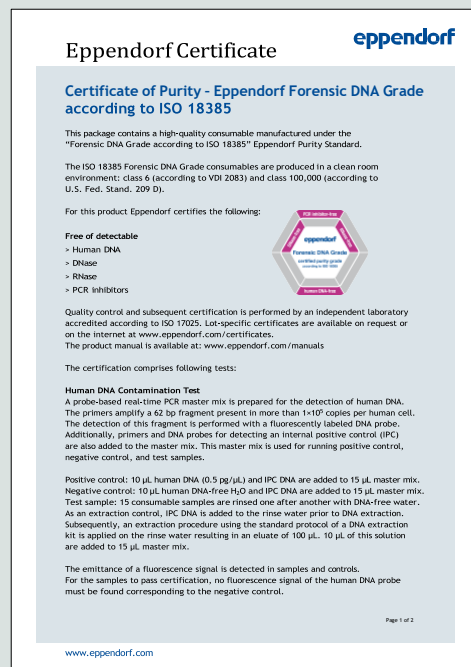 eppendorf
Eppendorf Certificate
Certificate of Purity – Eppendorf Forensic DNA Grade
according to ISO 18385
This package contains a high-quality consumable manufactured under the
“Forensic DNA Grade according to ISO 18385” Eppendorf Purity Standard.
The ISO 18385 Forensic DNA Grade consumables are produced in a clean room
environment: class 6 (according to VDI 2083) and class 100,000 (according to
U.S. Fed. Stand. 209 D).
For this product Eppendorf certifies the following:
Free of detectable
> Human DNA
> DNase
> RNase
> PCR inhibitors
PCR inhibitor-free
eppendorf
Forensic DNA Grade
certified purity grade
(according to ISO 18385)
human DNA-free
Quality control and subsequent certification is performed by an independent laboratory
accredited according to ISO 17025. Lot-specific certificates are available on request or
on the internet at www.eppendorf.com/certificates.
The product manual is available at: www.eppendorf.com/manuals
The certification comprises following tests:
Human DNA Contamination Test
A probe-based real-time PCR master mix is prepared for the detection of human DNA.
The primers amplify a 62 bp fragment present in more than 1×10⁵ copies per human cell.
The detection of this fragment is performed with a fluorescently labeled DNA probe.
Additionally, primers and DNA probes for detecting an internal positive control (IPC)
are also added to the master mix. This master mix is used for running positive control,
negative control, and test samples.
Positive control: 10 µL human DNA (0.5 pg/µL) and IPC DNA are added to 15 µL master mix.
Negative control: 10 µL human DNA-free H₂O and IPC DNA are added to 15 µL master mix.
Test sample: 15 consumable samples are rinsed one after another with DNA-free water.
As an extraction control, IPC DNA is added to the rinse water prior to DNA extraction.
Subsequently, an extraction procedure using the standard protocol of a DNA extraction
kit is applied on the rinse water resulting in an eluate of 100 µL. 10 µL of this solution
are added to 15 µL master mix.
The emittance of a fluorescence signal is detected in samples and controls.
For the samples to pass certification, no fluorescence signal of the human DNA probe
must be found corresponding to the negative control.
Page 1 of 2
www.eppendorf.com